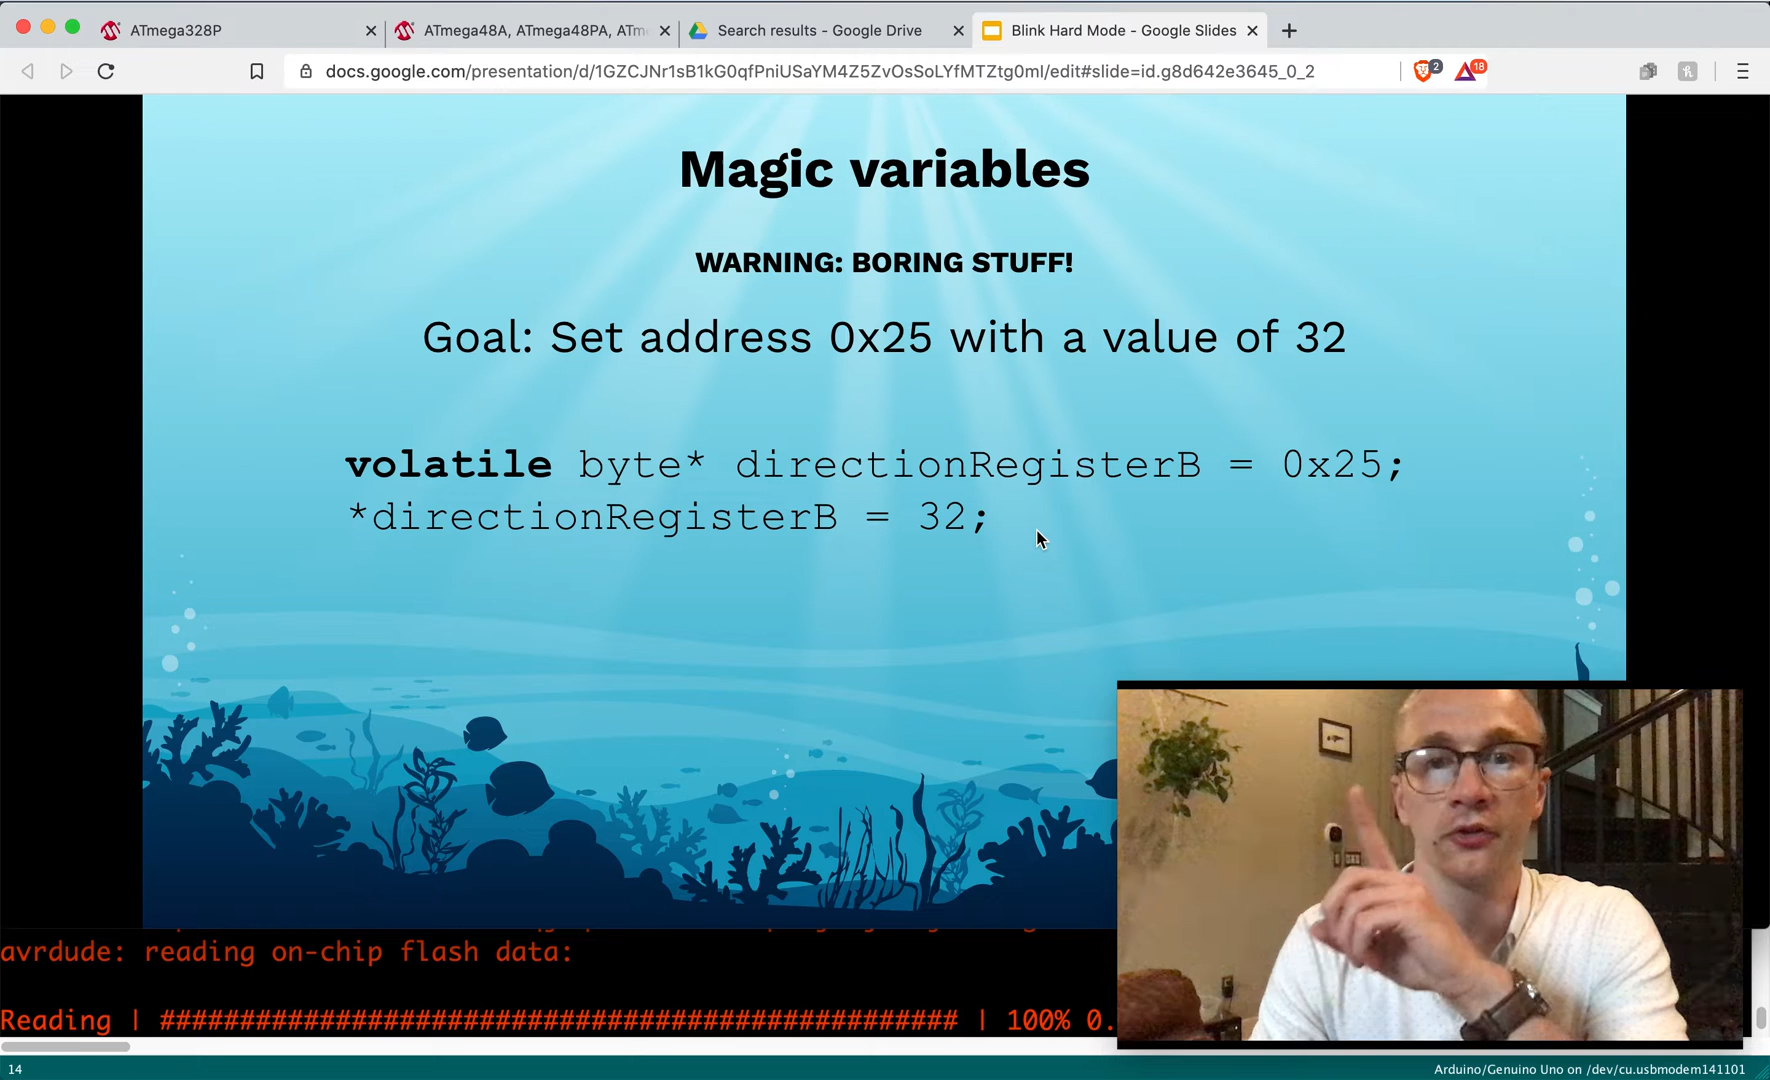 ATmega328P
ATmega48A, ATmega48PA, ATm
Search results - Google Drive
Blink Hard Mode - Google Slides
docs.google.com/presentation/d/1GZCJNr1sB1kG0qfPniUSaYM4Z5ZvOsSoLYfMTZtg0mI/edit#slide=id.g8d642e3645_0_2
2
18
Magic variables
WARNING: BORING STUFF!
Goal: Set address 0x25 with a value of 32
volatile byte* directionRegisterB = 0x25;
*directionRegisterB = 32;
avrdude: reading on-chip flash data:
Reading | ################################################## | 100% 0.
14
Arduino/Genuino Uno on /dev/cu.usbmodem141101